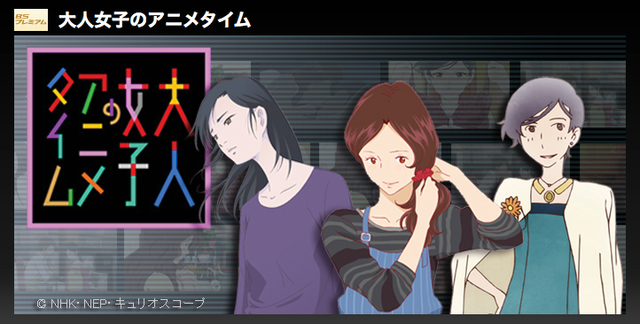 BS
プレミアム
大人女子のアニメタイム
大人
女子の
アニメ
タイム
© NHK・NEP・キュリオスコープ